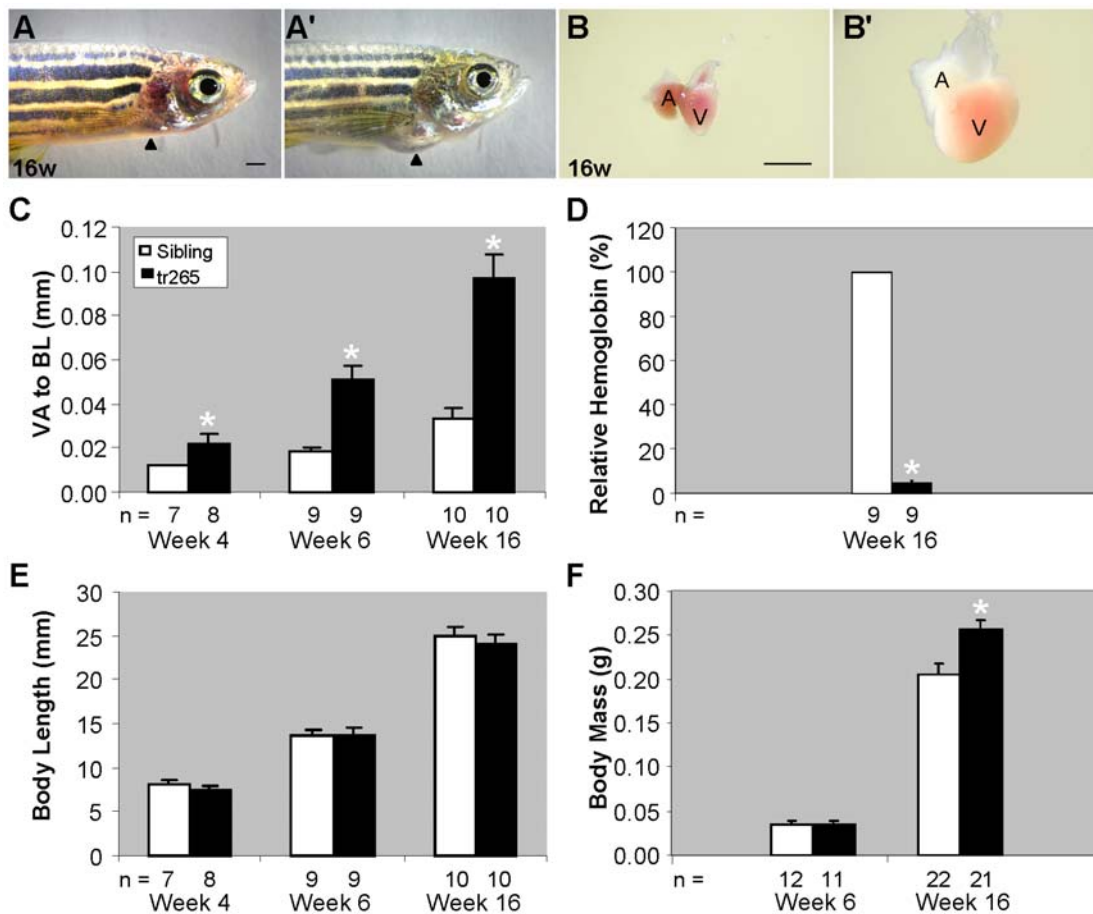 A
16w
A'
B
A
V
16w
B'
A
V
C
VA to BL (mm)
0.12
0.10
0.08
0.06
0.04
0.02
0.00
Sibling
tr265
*
*
*
n = 7 8 9 9 10 10
Week 4 Week 6 Week 16
D
Relative Hemoglobin (%)
120
100
80
60
40
20
0
*
n = 9 9
Week 16
E
Body Length (mm)
30
25
20
15
10
5
0
n = 7 8 9 9 10 10
Week 4 Week 6 Week 16
F
Body Mass (g)
0.30
0.25
0.20
0.15
0.10
0.05
0.00
*
n = 12 11 22 21
Week 6 Week 16